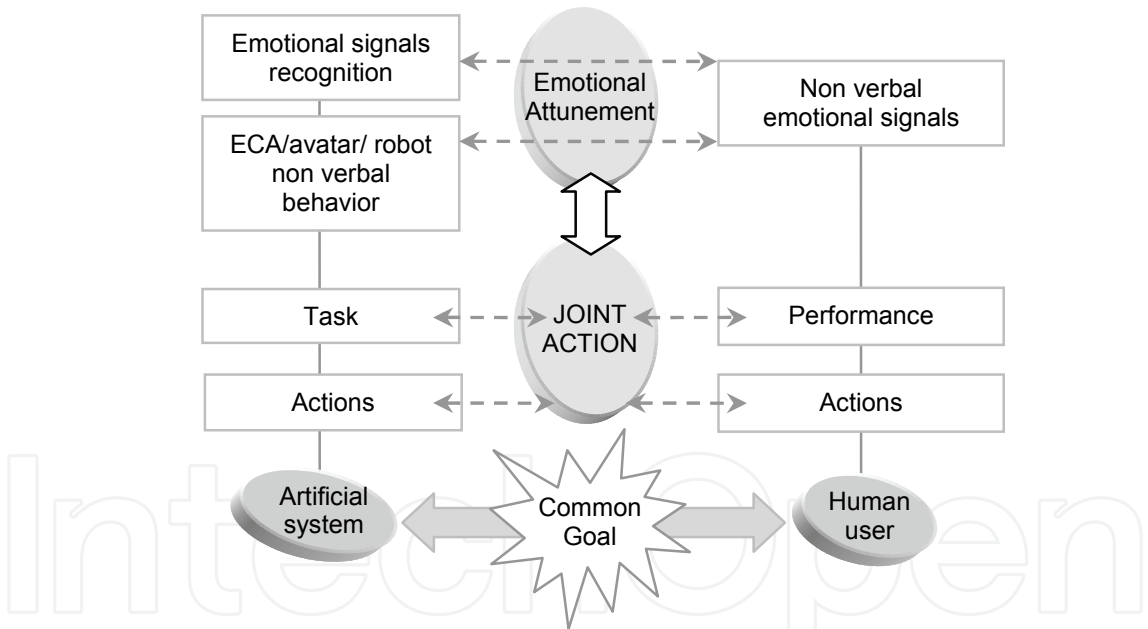 Emotional signals
recognition
Emotional
Attunement
Non verbal
emotional signals
ECA/avatar/ robot
non verbal
behavior
Task
JOINT
ACTION
Performance
Actions
Actions
Artificial
system
Common
Goal
Human
user
IntechOpen